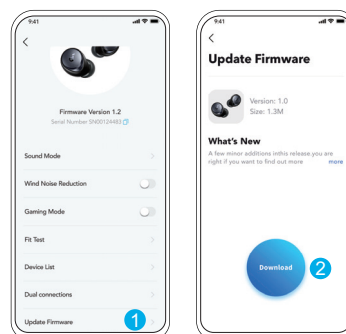 9:41
Firmware Version 1.2
Serial Number SN00124483
Sound Mode
Wind Noise Reduction
Gaming Mode
Fit Test
Device List
Dual connections
Update Firmware
1
9:41
Update Firmware
Version: 1.0
Size: 1.3M
What's New
A few minor additions inthis release.you are
right if you want to find out more more
Download
2